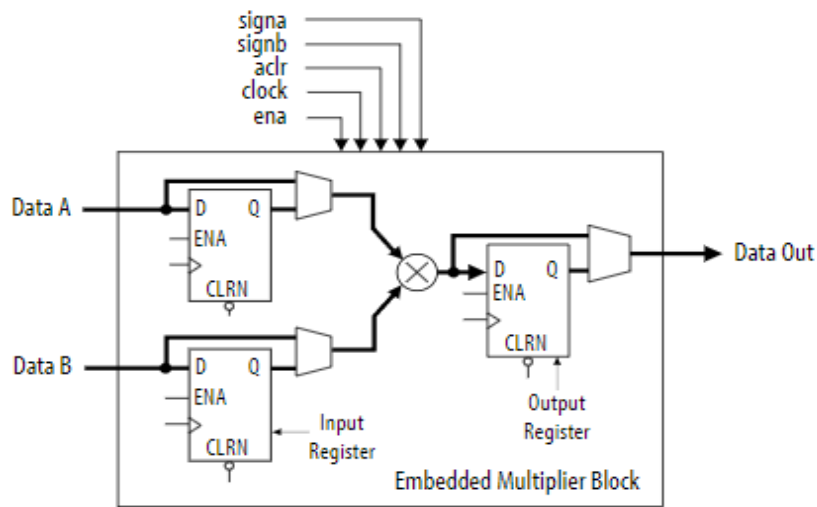 signa
signb
aclr
clock
ena
Data A
D Q
ENA
CLRN
Data B
D Q
ENA
CLRN
Input
Register
D Q
ENA
CLRN
Output
Register
Data Out
Embedded Multiplier Block